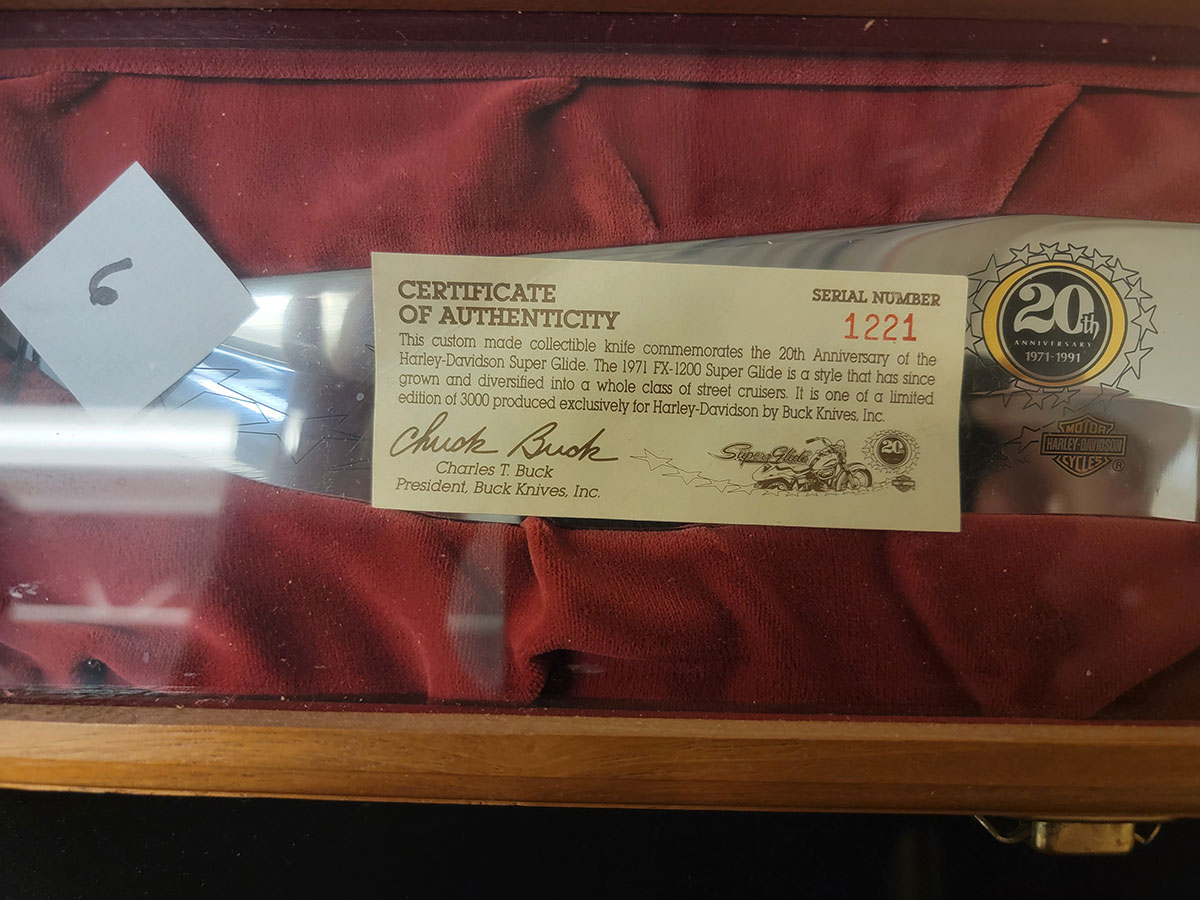 6
CERTIFICATE
OF AUTHENTICITY
SERIAL NUMBER
1221
This custom made collectible knife commemorates the 20th Anniversary of the
Harley-Davidson Super Glide. The 1971 FX-1200 Super Glide is a style that has since
grown and diversified into a whole class of street cruisers. It is one of a limited
edition of 3000 produced exclusively for Harley-Davidson by Buck Knives, Inc.
Chuck Buck
Charles T. Buck
President, Buck Knives, Inc.
Super Glide
20th
20th
ANNIVERSARY
1971-1991
MOTOR
HARLEY-DAVIDSON
CYCLES
®